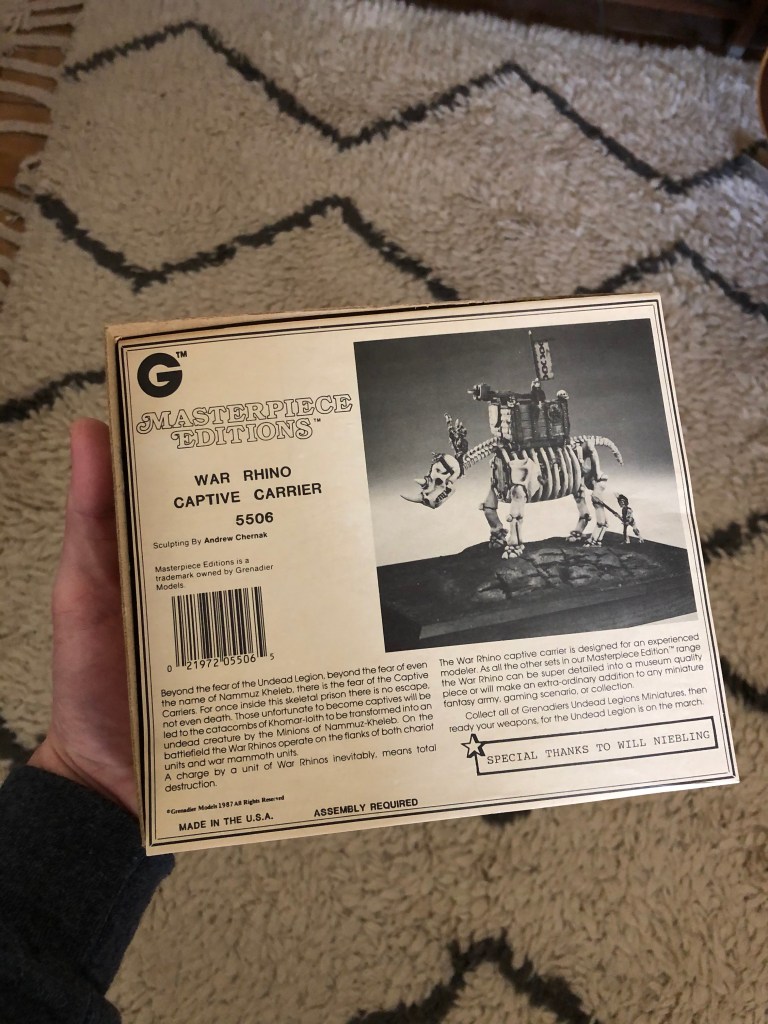 G™
MASTERPIECE
EDITIONS™
WAR RHINO
CAPTIVE CARRIER
5506
Sculpting By Andrew Chernak
Masterpiece Editions is a
trademark owned by Grenadier
Models.
0 21972 05506 5
Beyond the fear of the Undead Legion, beyond the fear of even
the name of Nammuz Kheleb, there is the fear of the Captive
Carriers. For once inside this skeletal prison there is no escape,
not even death. Those unfortunate to become captives will be
led to the catacombs of Khomar-loth to be transformed into an
undead creature by the Minions of Nammuz-Kheleb. On the
battlefield the War Rhinos operate on the flanks of both chariot
units and war mammoth units.
A charge by a unit of War Rhinos inevitably, means total
destruction.
©Grenadier Models 1987 All Rights Reserved
MADE IN THE U.S.A.
ASSEMBLY REQUIRED
The War Rhino captive carrier is designed for an experienced
modeler. As all the other sets in our Masterpiece Edition™ range
the War Rhino can be super detailed into a museum quality
piece or will make an extra-ordinary addition to any miniature
fantasy army, gaming scenario, or collection.
Collect all of Grenadiers Undead Legions Miniatures, then
ready your weapons, for the Undead Legion is on the march.
SPECIAL THANKS TO WILL NIEBLING